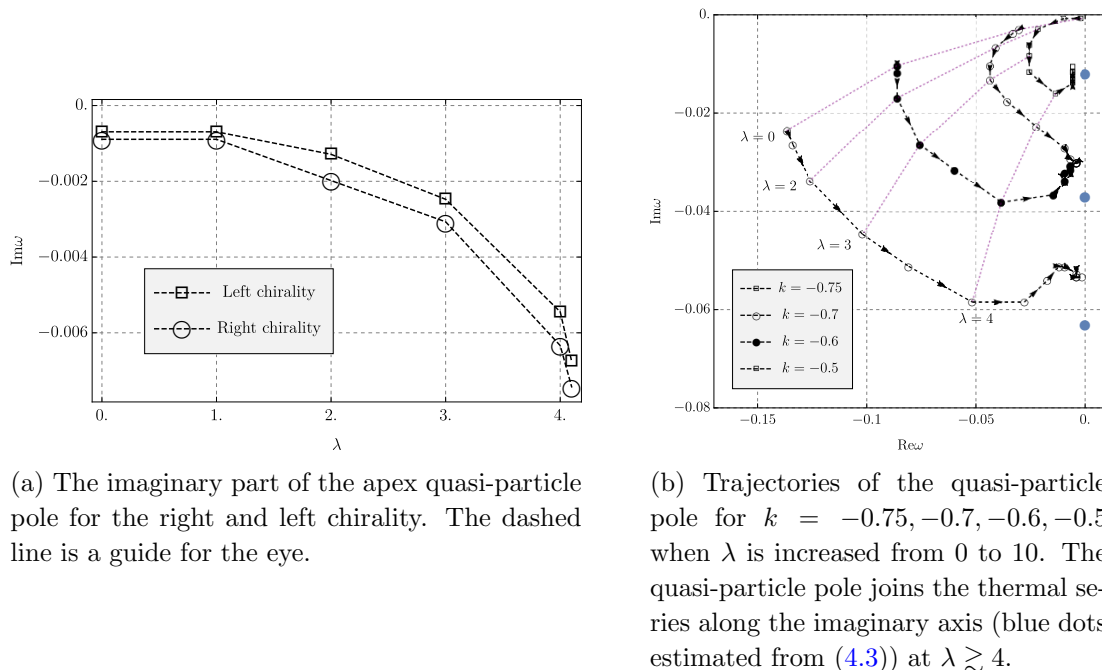 0.
−0.002
−0.004
−0.006
Imω
Left chirality
Right chirality
0. 1. 2. 3. 4.
λ
0.
−0.02
−0.04
−0.06
−0.08
Imω
λ = 0
λ = 2
λ = 3
λ = 4
k = −0.75
k = −0.7
k = −0.6
k = −0.5
−0.15 −0.1 −0.05 0.
Reω
(a) The imaginary part of the apex quasi-particle
pole for the right and left chirality. The dashed
line is a guide for the eye.
(b) Trajectories of the quasi-particle
pole for k = −0.75, −0.7, −0.6, −0.5
when λ is increased from 0 to 10. The
quasi-particle pole joins the thermal se-
ries along the imaginary axis (blue dots
estimated from (4.3)) at λ ≳ 4.